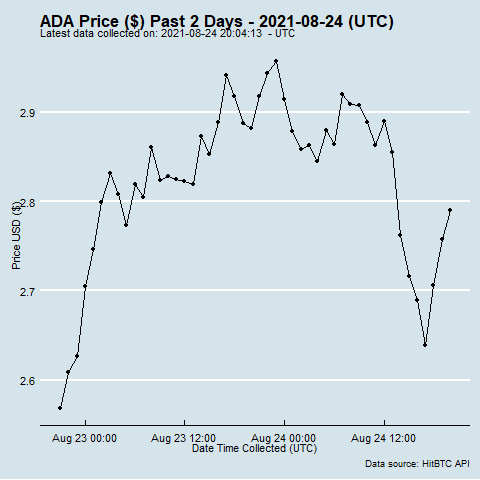 ADA Price ($) Past 2 Days - 2021-08-24 (UTC)
Latest data collected on: 2021-08-24 20:04:13  - UTC
2.9
2.8
2.7
2.6
Price USD ($)
Aug 23 00:00
Aug 23 12:00
Aug 24 00:00
Aug 24 12:00
Date Time Collected (UTC)
Data source: HitBTC API